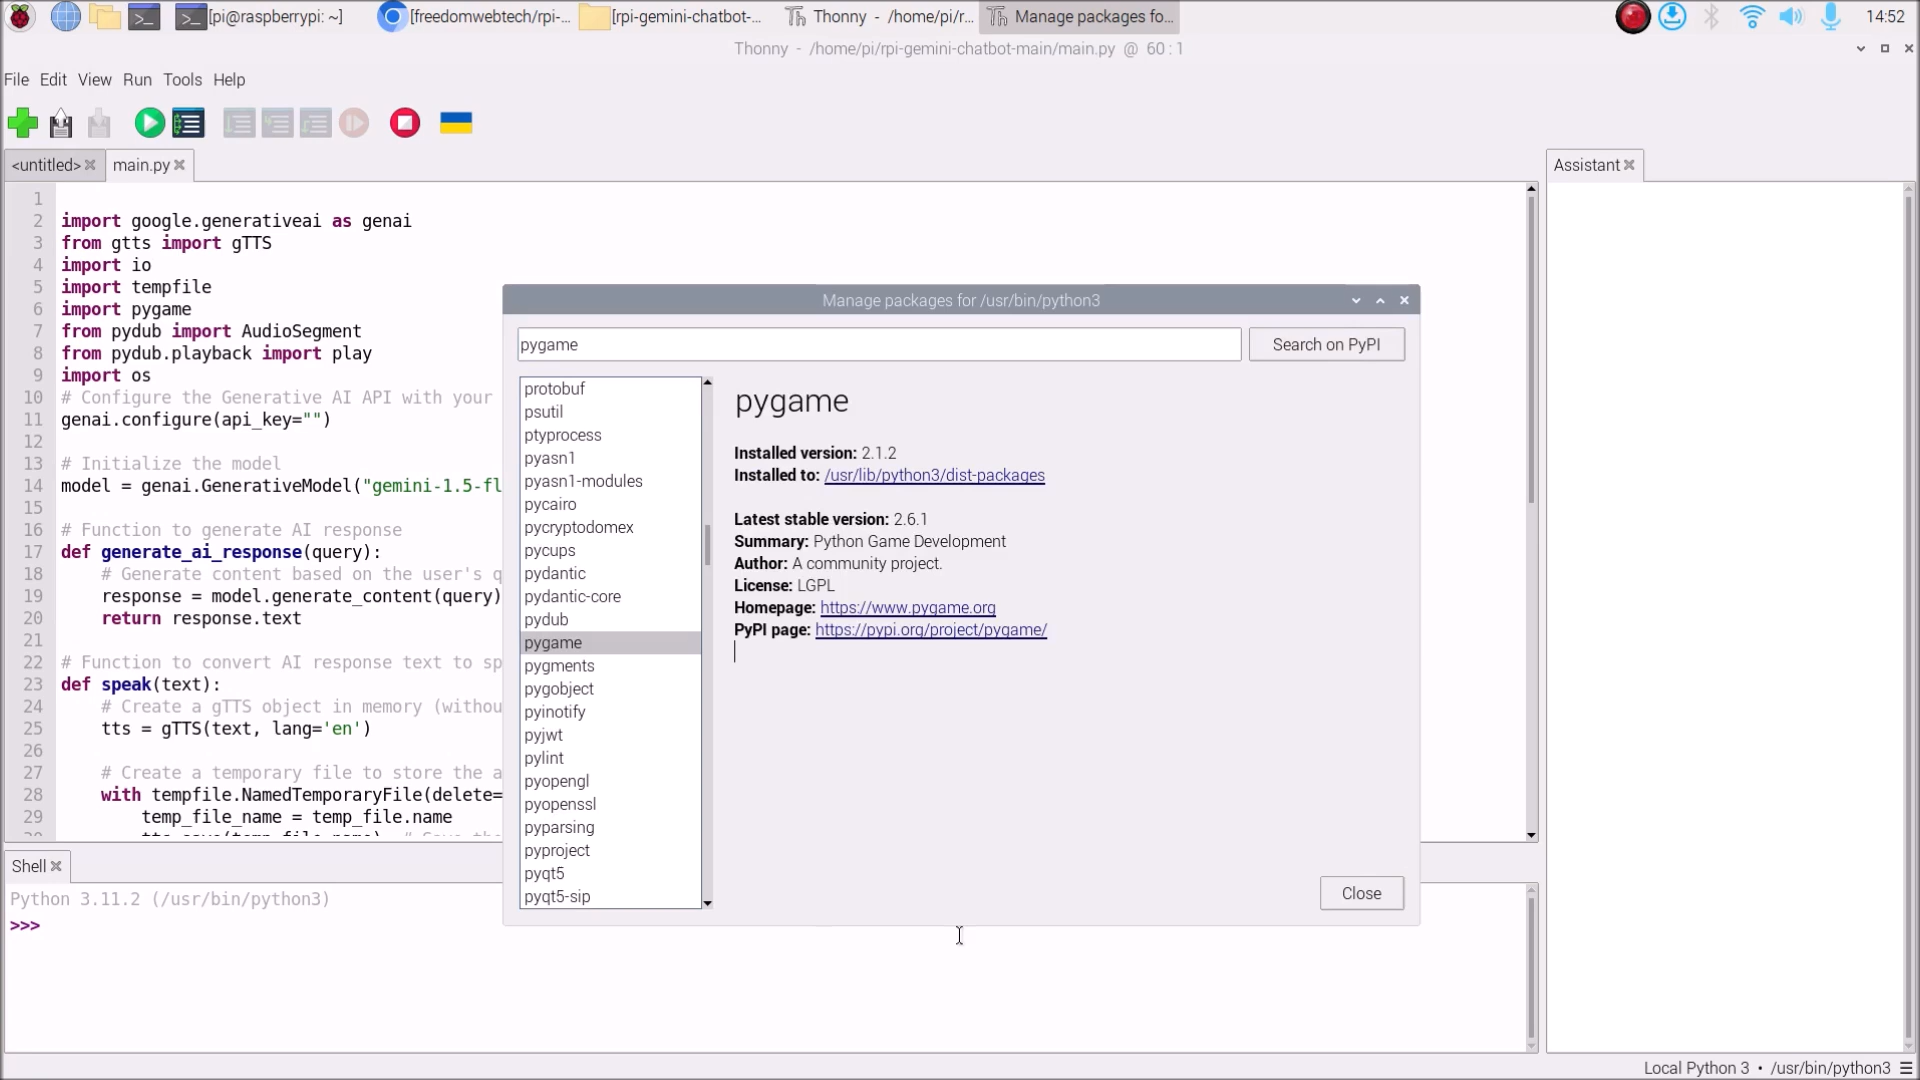 [pi@raspberrypi: ~]
[freedomwebtech/rpi-...
[rpi-gemini-chatbot-...
Thonny - /home/pi/r...
Manage packages fo...
14:52
Thonny - /home/pi/rpi-gemini-chatbot-main/main.py @ 60 : 1
File Edit View Run Tools Help
<untitled>
main.py
Assistant
1
2 import google.generativeai as genai
3 from gtts import gTTS
4 import io
5 import tempfile
6 import pygame
7 from pydub import AudioSegment
8 from pydub.playback import play
9 import os
10 # Configure the Generative AI API with your
11 genai.configure(api_key="")
12
13 # Initialize the model
14 model = genai.GenerativeModel("gemini-1.5-fl
15
16 # Function to generate AI response
17 def generate_ai_response(query):
18 # Generate content based on the user's q
19 response = model.generate_content(query)
20 return response.text
21
22 # Function to convert AI response text to sp
23 def speak(text):
24 # Create a gTTS object in memory (withou
25 tts = gTTS(text, lang='en')
26
27 # Create a temporary file to store the a
28 with tempfile.NamedTemporaryFile(delete=
29 temp_file_name = temp_file.name
Manage packages for /usr/bin/python3
pygame
Search on PyPI
protobuf
psutil
ptyprocess
pyasn1
pyasn1-modules
pycairo
pycryptodomex
pycups
pydantic
pydantic-core
pydub
pygame
pygments
pygobject
pyinotify
pyjwt
pylint
pyopengl
pyopenssl
pyparsing
pyproject
pyqt5
pyqt5-sip
pygame
Installed version: 2.1.2
Installed to: /usr/lib/python3/dist-packages
Latest stable version: 2.6.1
Summary: Python Game Development
Author: A community project.
License: LGPL
Homepage: https://www.pygame.org
PyPI page: https://pypi.org/project/pygame/
Close
Shell
Python 3.11.2 (/usr/bin/python3)
>>>
Local Python 3 • /usr/bin/python3